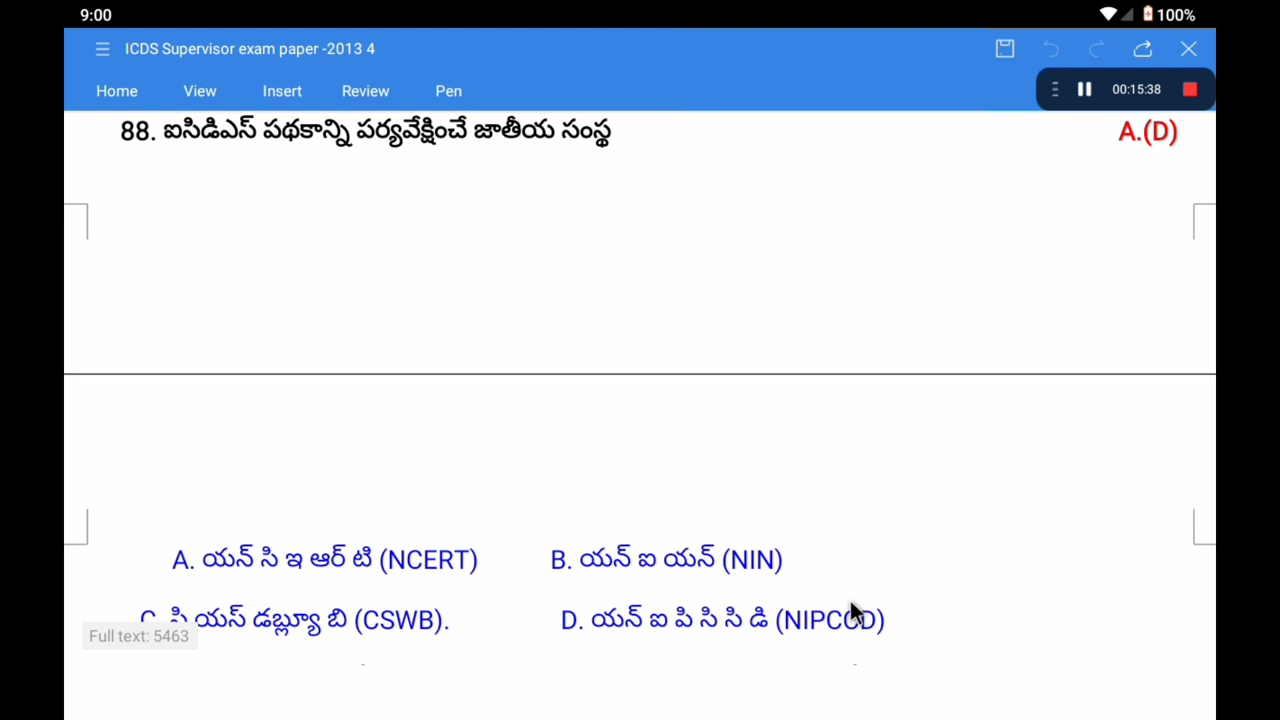 9:00 100%
ICDS Supervisor exam paper -2013 4
Home View Insert Review Pen 00:15:38
88. ఐసిడిఎస్ పథకాన్ని పర్యవేక్షించే జాతీయ సంస్థ A.(D)
A. యన్ సి ఇ ఆర్ టి (NCERT) B. యన్ ఐ యన్ (NIN)
C. సి యస్ డబ్ల్యూ బి (CSWB). D. యన్ ఐ పి సి సి డి (NIPCCD)
Full text: 5463